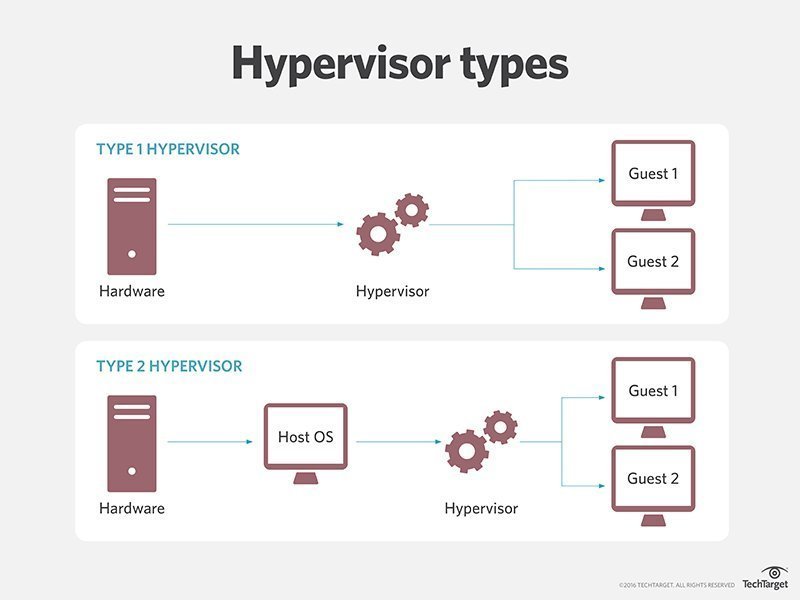 Hypervisor types
TYPE 1 HYPERVISOR
Guest 1
Guest 2
Hardware
Hypervisor
TYPE 2 HYPERVISOR
Guest 1
Host OS
Guest 2
Hardware
Hypervisor
©2016 TECHTARGET. ALL RIGHTS RESERVED
TechTarget